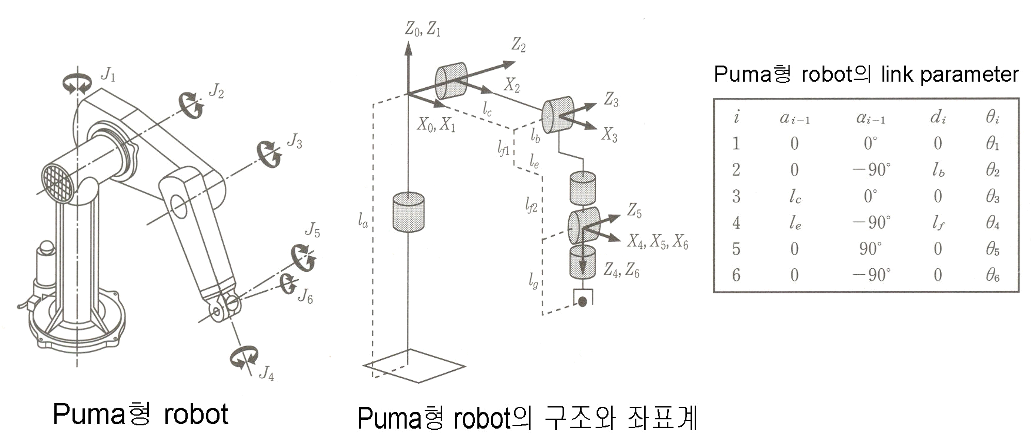 J₁
J₂
J₃
J₅
J₆
J₄
Puma형 robot
Z₀, Z₁
Z₂
X₂
X₀, X₁
l_c
Z₃
X₃
l_b
l_f1
l_e
l_a
l_f2
Z₅
X₄, X₅, X₆
Z₄, Z₆
l_g
Puma형 robot의 구조와 좌표계
Puma형 robot의 link parameter
i a_{i-1} α_{i-1} d_i θ_i
1 0 0° 0 θ₁
2 0 −90° l_b θ₂
3 l_c 0° 0 θ₃
4 l_e −90° l_f θ₄
5 0 90° 0 θ₅
6 0 −90° 0 θ₆